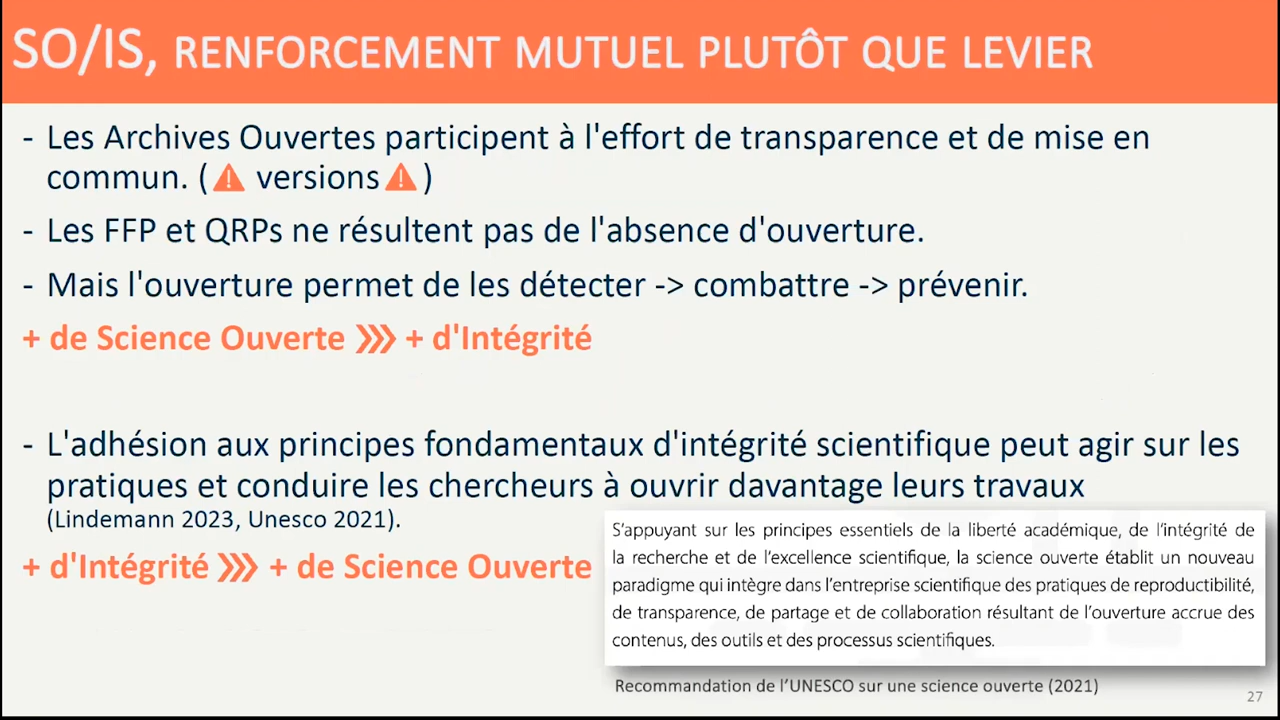 SO/IS, RENFORCEMENT MUTUEL PLUTÔT QUE LEVIER
- Les Archives Ouvertes participent à l'effort de transparence et de mise en
commun. (⚠ versions⚠)
- Les FFP et QRPs ne résultent pas de l'absence d'ouverture.
- Mais l'ouverture permet de les détecter -> combattre -> prévenir.
+ de Science Ouverte ⋙ + d'Intégrité
- L'adhésion aux principes fondamentaux d'intégrité scientifique peut agir sur les
pratiques et conduire les chercheurs à ouvrir davantage leurs travaux
(Lindemann 2023, Unesco 2021).
+ d'Intégrité ⋙ + de Science Ouverte
S'appuyant sur les principes essentiels de la liberté académique, de l'intégrité de
la recherche et de l'excellence scientifique, la science ouverte établit un nouveau
paradigme qui intègre dans l'entreprise scientifique des pratiques de reproductibilité,
de transparence, de partage et de collaboration résultant de l'ouverture accrue des
contenus, des outils et des processus scientifiques.
Recommandation de l'UNESCO sur une science ouverte (2021)
27